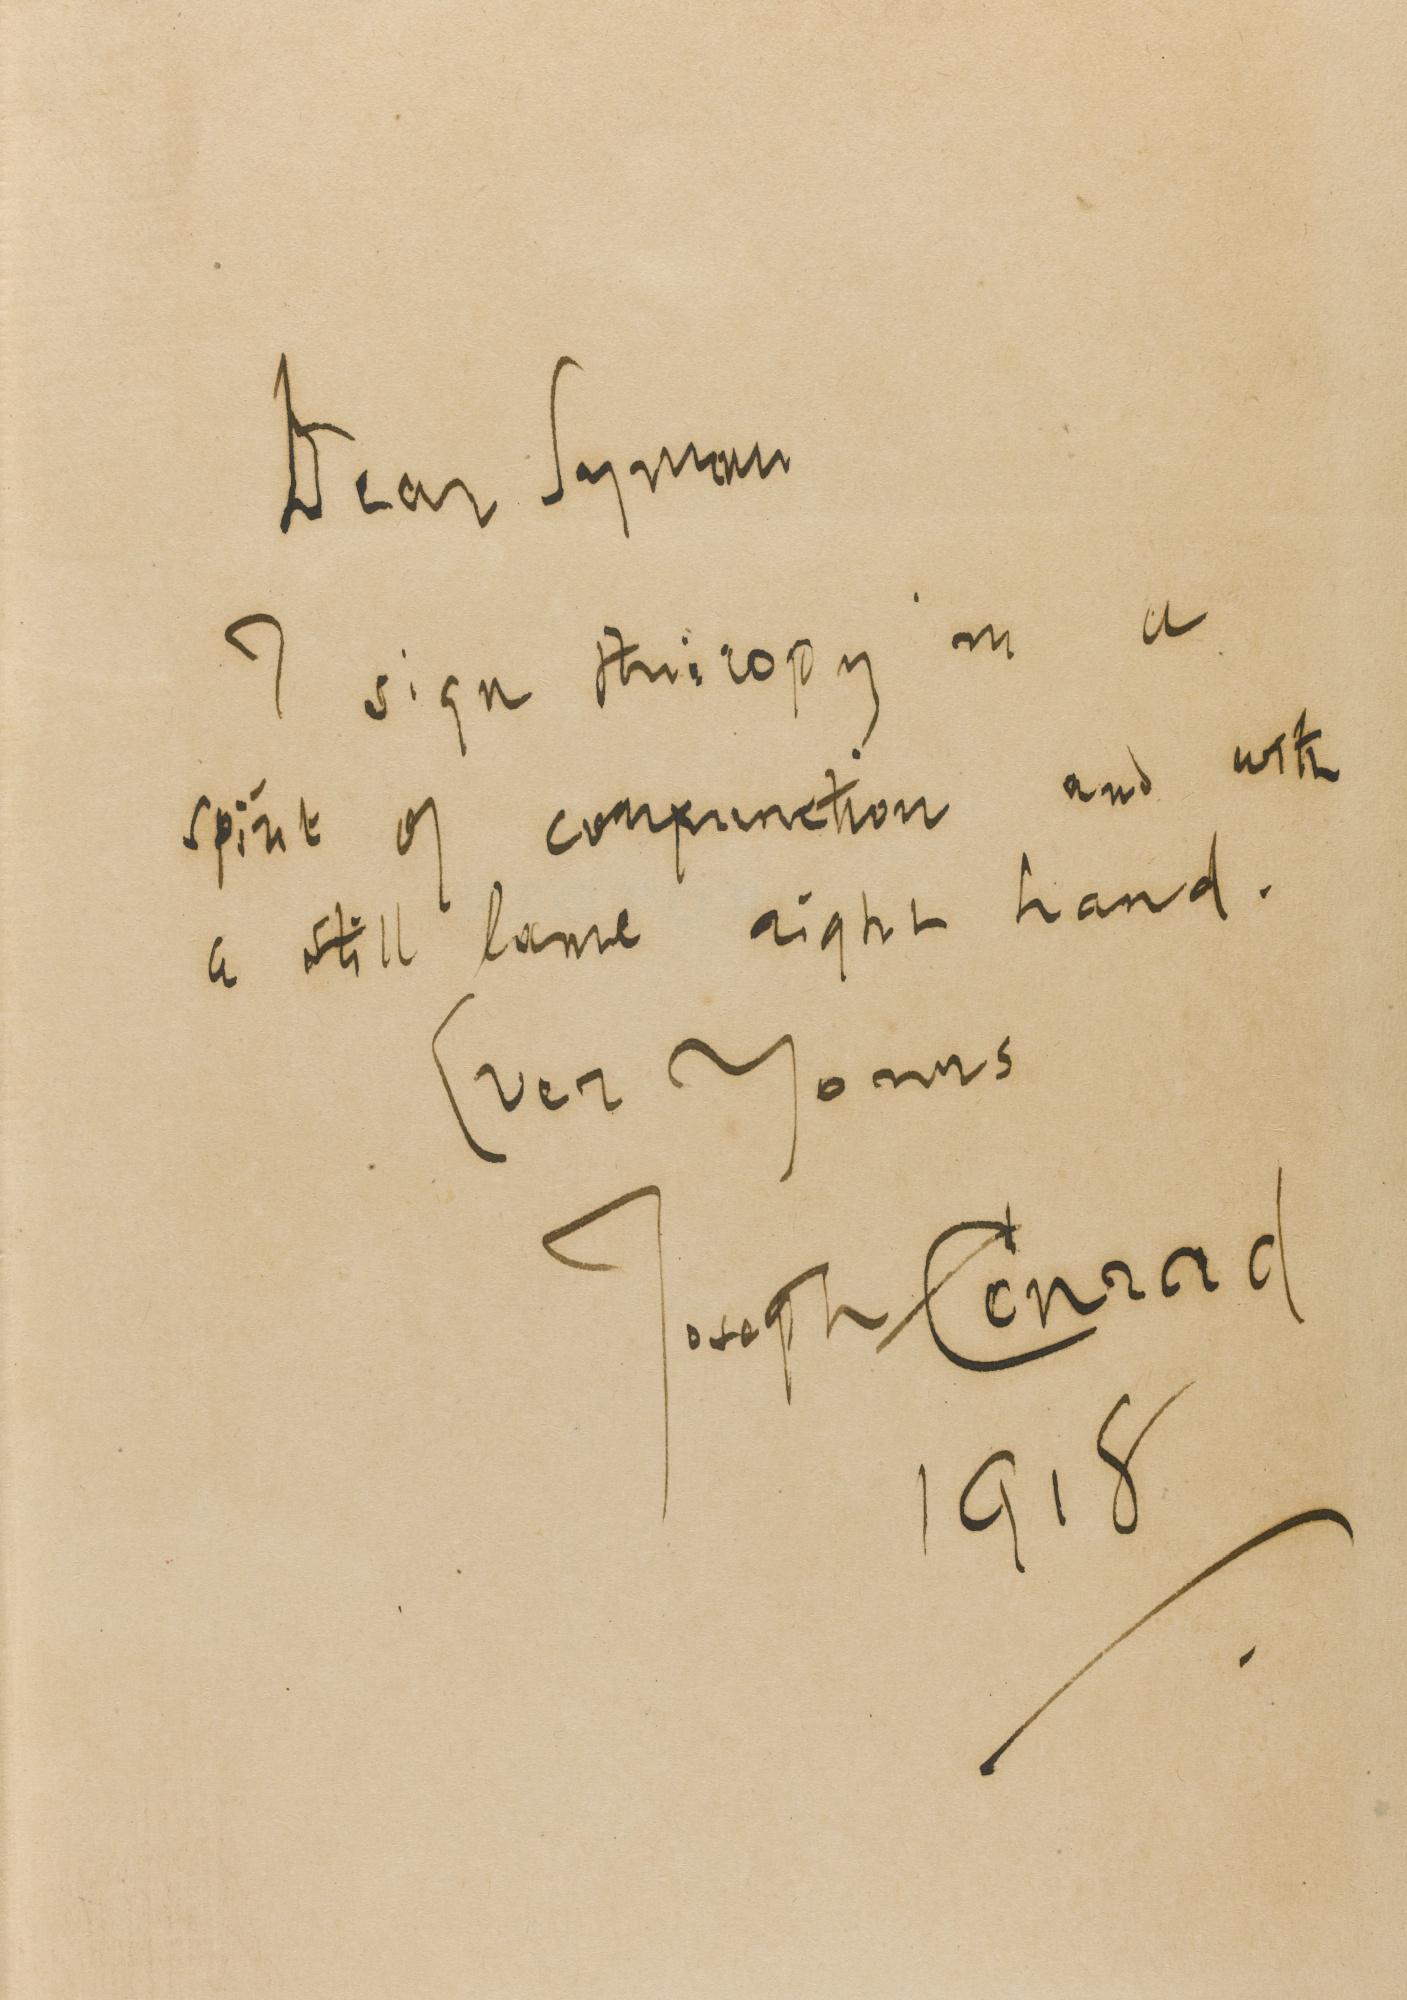 Dear Symon
I sign this copy in a
spirit of compunction and with
a still lame right hand.
Ever Yours
Joseph Conrad
1918